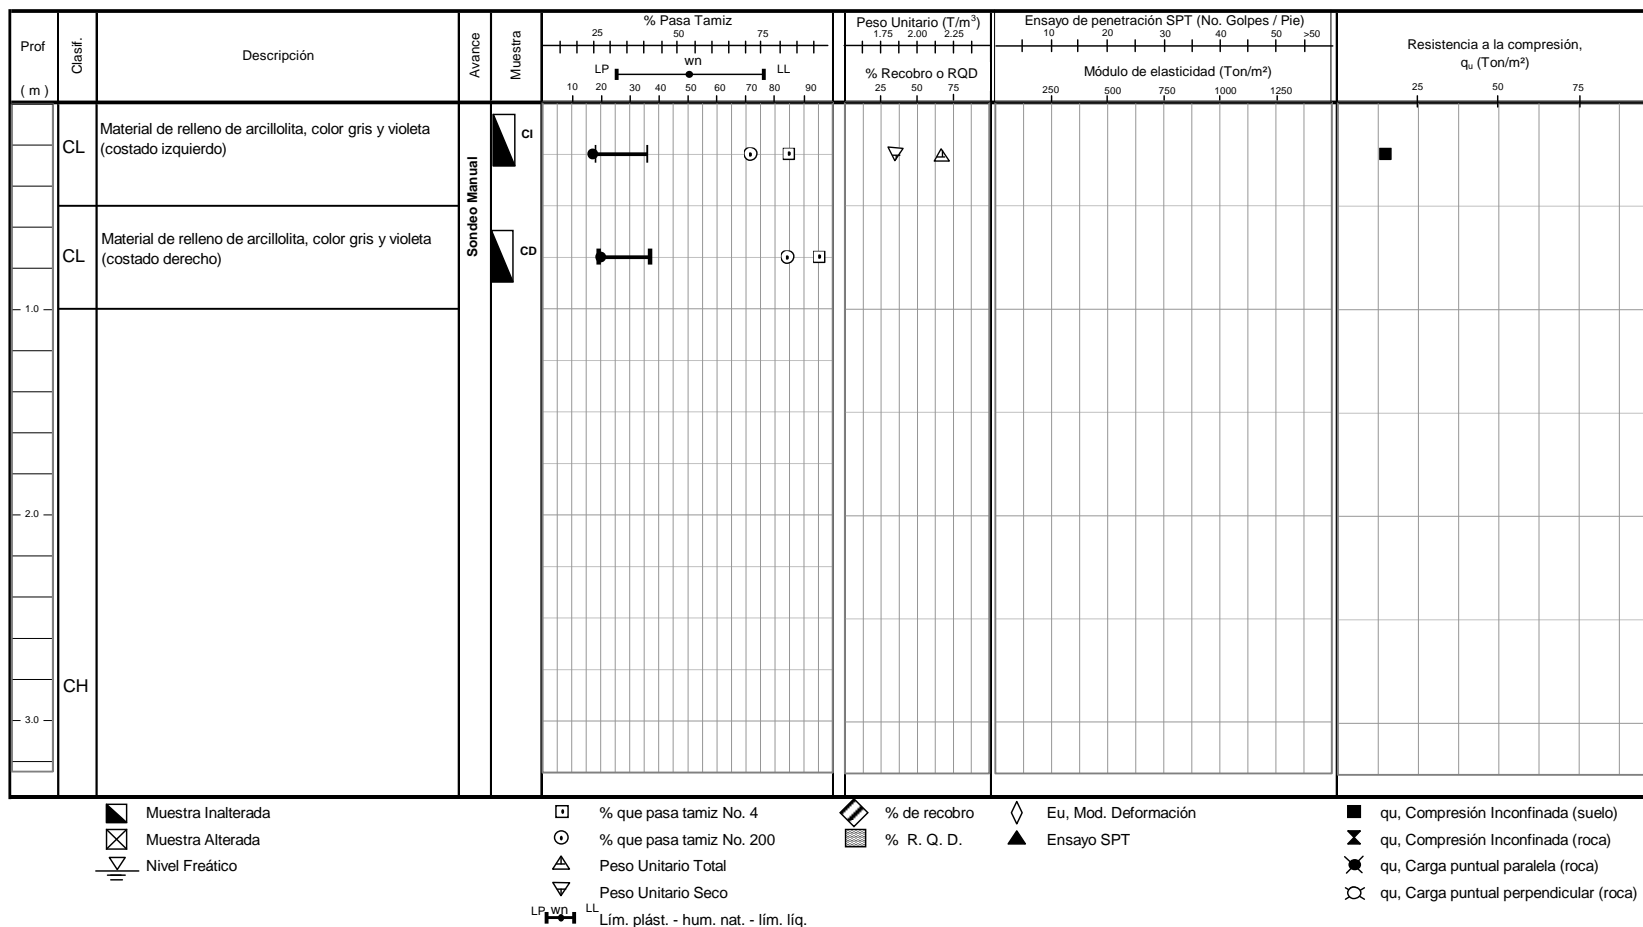 Prof
( m )
Clasif.
Descripción
Avance
Muestra
% Pasa Tamiz
25 50 75
LP wn LL
10 20 30 40 50 60 70 80 90
Peso Unitario (T/m³)
1.75 2.00 2.25
% Recobro o RQD
25 50 75
Ensayo de penetración SPT (No. Golpes / Pie)
10 20 30 40 50 >50
Módulo de elasticidad (Ton/m²)
250 500 750 1000 1250
Resistencia a la compresión,
qu (Ton/m²)
25 50 75
CL
Material de relleno de arcillolita, color gris y violeta
(costado izquierdo)
Sondeo Manual
CI
CL
Material de relleno de arcillolita, color gris y violeta
(costado derecho)
CD
1.0
2.0
CH
3.0
Muestra Inalterada
Muestra Alterada
Nivel Freático
% que pasa tamiz No. 4
% que pasa tamiz No. 200
Peso Unitario Total
Peso Unitario Seco
LP wn LL Lím. plást. - hum. nat. - lím. líq.
% de recobro
% R. Q. D.
Eu, Mod. Deformación
Ensayo SPT
qu, Compresión Inconfinada (suelo)
qu, Compresión Inconfinada (roca)
qu, Carga puntual paralela (roca)
qu, Carga puntual perpendicular (roca)